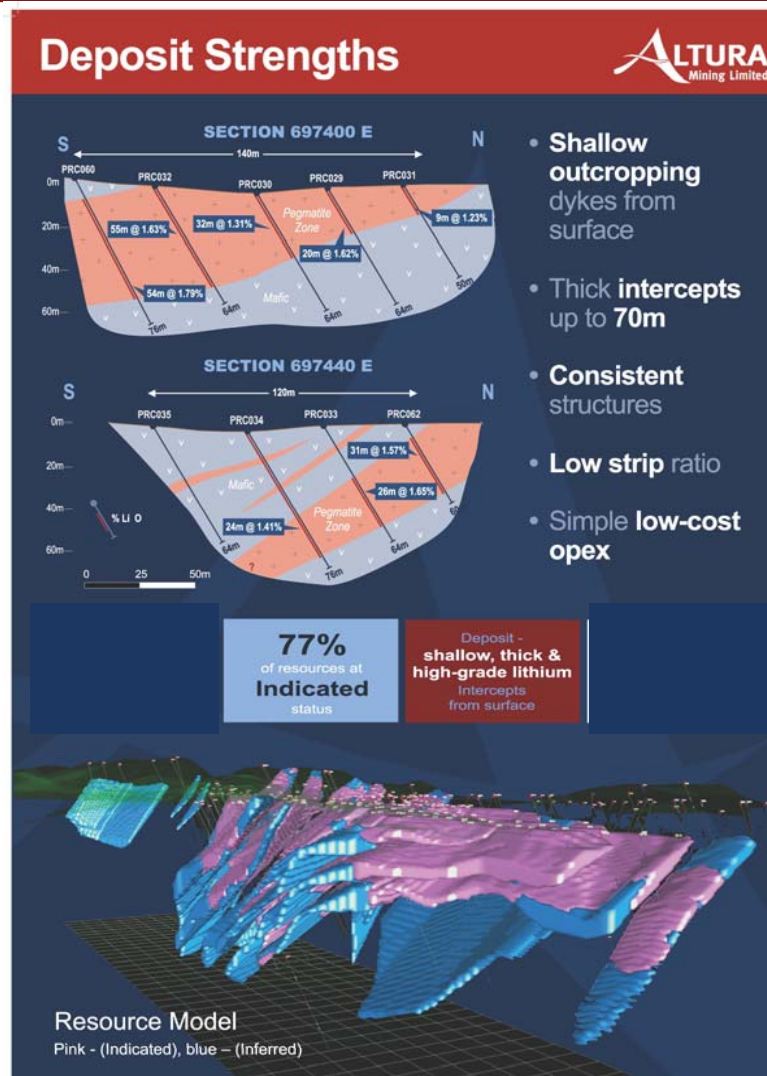 Deposit Strengths
ALTURA
Mining Limited
SECTION 697400 E
S
N
140m
PRC060
PRC032
PRC030
PRC029
PRC031
0m
20m
40m
60m
55m @ 1.63%
32m @ 1.31%
Pegmatite
Zone
9m @ 1.23%
20m @ 1.62%
54m @ 1.79%
Mafic
76m
64m
64m
64m
50m
SECTION 697440 E
S
N
120m
PRC035
PRC034
PRC033
PRC062
0m
20m
40m
60m
31m @ 1.57%
Mafic
26m @ 1.65%
24m @ 1.41%
Pegmatite
Zone
% Li O
64m
76m
64m
?
0 25 50m
• Shallow
outcropping
dykes from
surface
• Thick intercepts
up to 70m
• Consistent
structures
• Low strip ratio
• Simple low-cost
opex
77%
of resources at
Indicated
status
Deposit -
shallow, thick &
high-grade lithium
Intercepts
from surface
Resource Model
Pink - (Indicated), blue – (Inferred)